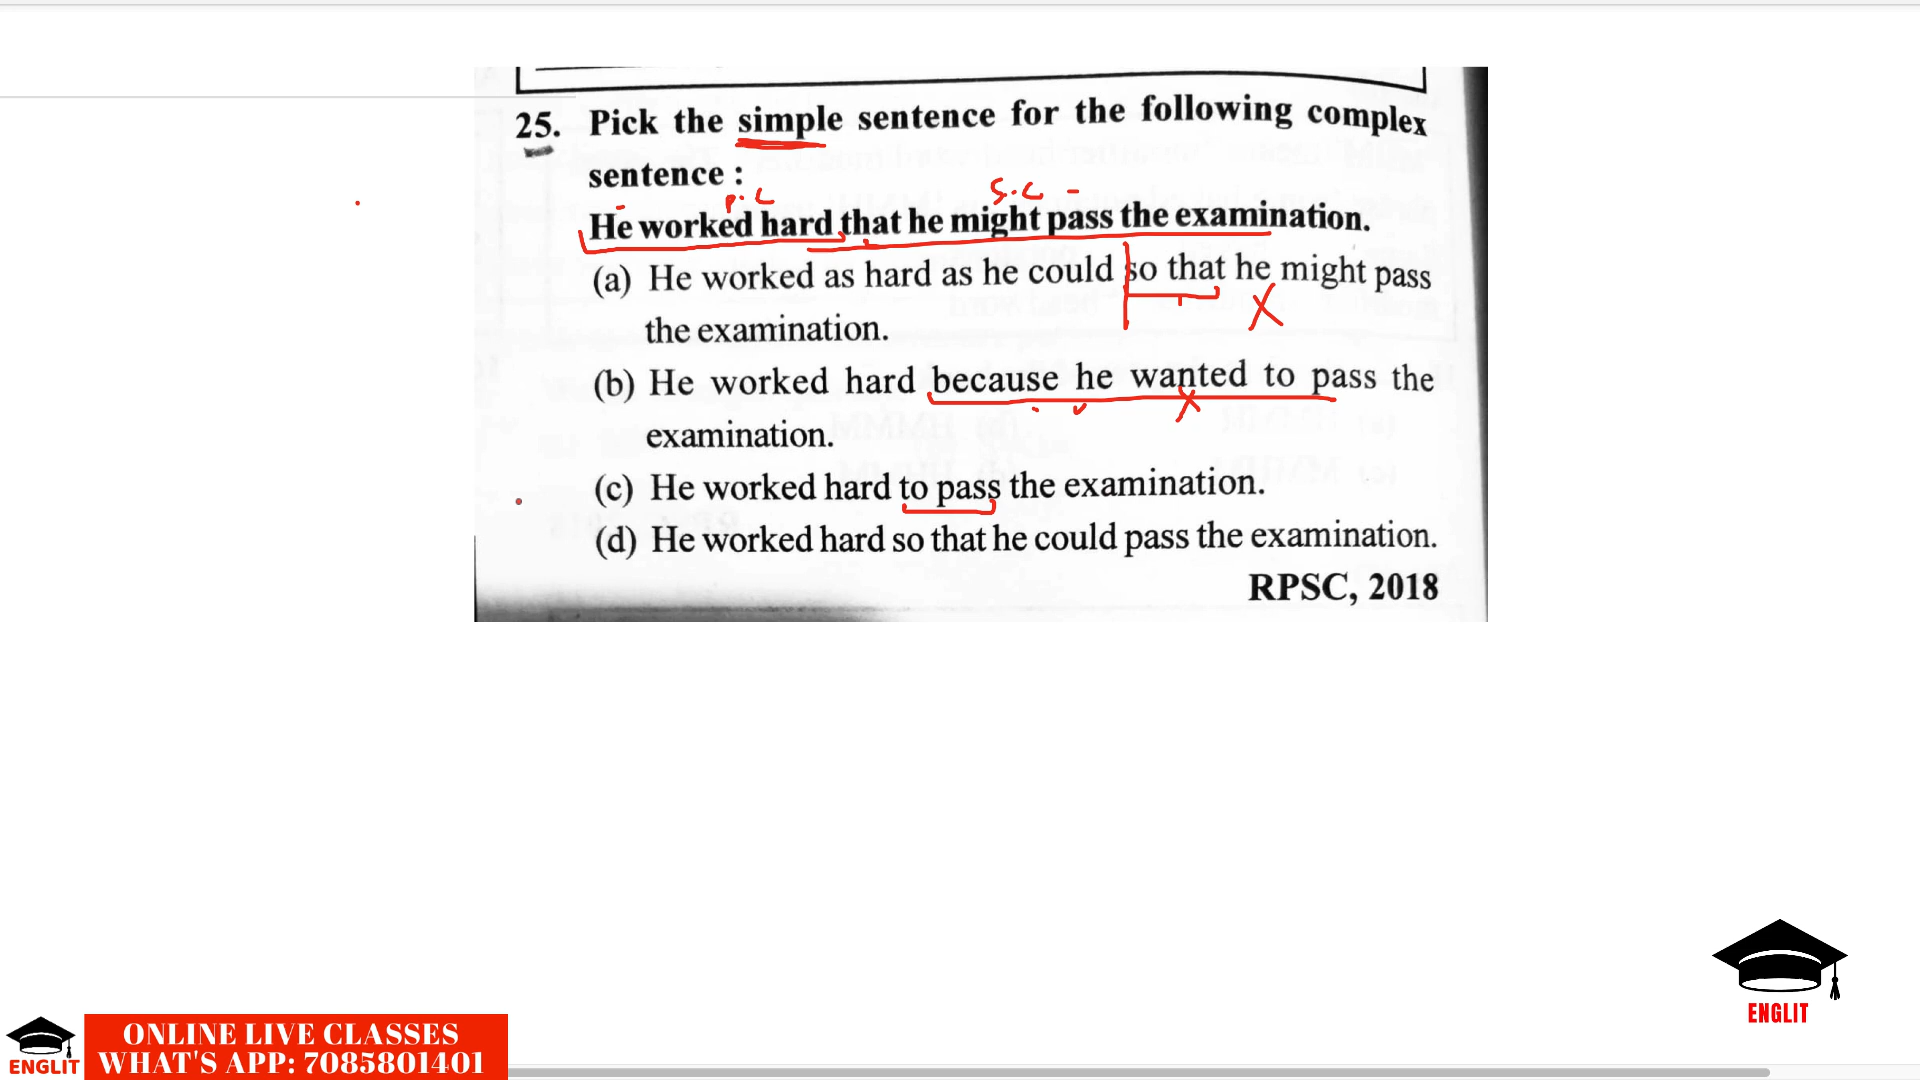 25. Pick the simple sentence for the following complex
sentence :
P.C S.C -
He worked hard that he might pass the examination.
(a) He worked as hard as he could so that he might pass
the examination.
(b) He worked hard because he wanted to pass the
examination.
(c) He worked hard to pass the examination.
(d) He worked hard so that he could pass the examination.
RPSC, 2018
ENGLIT
ENGLIT
ONLINE LIVE CLASSES
WHAT'S APP: 7085801401